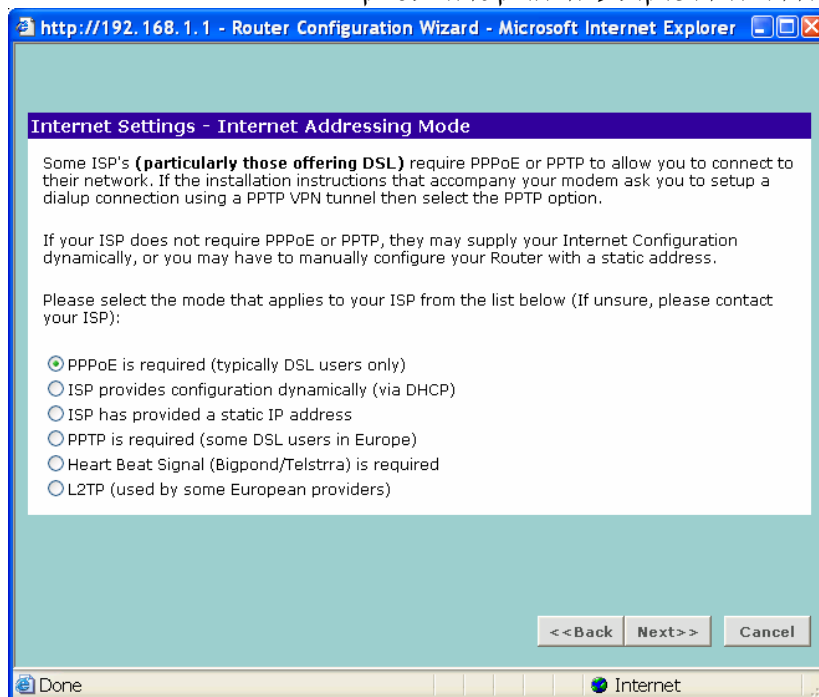 http://192.168.1.1 - Router Configuration Wizard - Microsoft Internet Explorer
Internet Settings - Internet Addressing Mode
Some ISP's (particularly those offering DSL) require PPPoE or PPTP to allow you to connect to
their network. If the installation instructions that accompany your modem ask you to setup a
dialup connection using a PPTP VPN tunnel then select the PPTP option.
If your ISP does not require PPPoE or PPTP, they may supply your Internet Configuration
dynamically, or you may have to manually configure your Router with a static address.
Please select the mode that applies to your ISP from the list below (If unsure, please contact
your ISP):
PPPoE is required (typically DSL users only)
ISP provides configuration dynamically (via DHCP)
ISP has provided a static IP address
PPTP is required (some DSL users in Europe)
Heart Beat Signal (Bigpond/Telstrra) is required
L2TP (used by some European providers)
<<Back Next>> Cancel
Done Internet